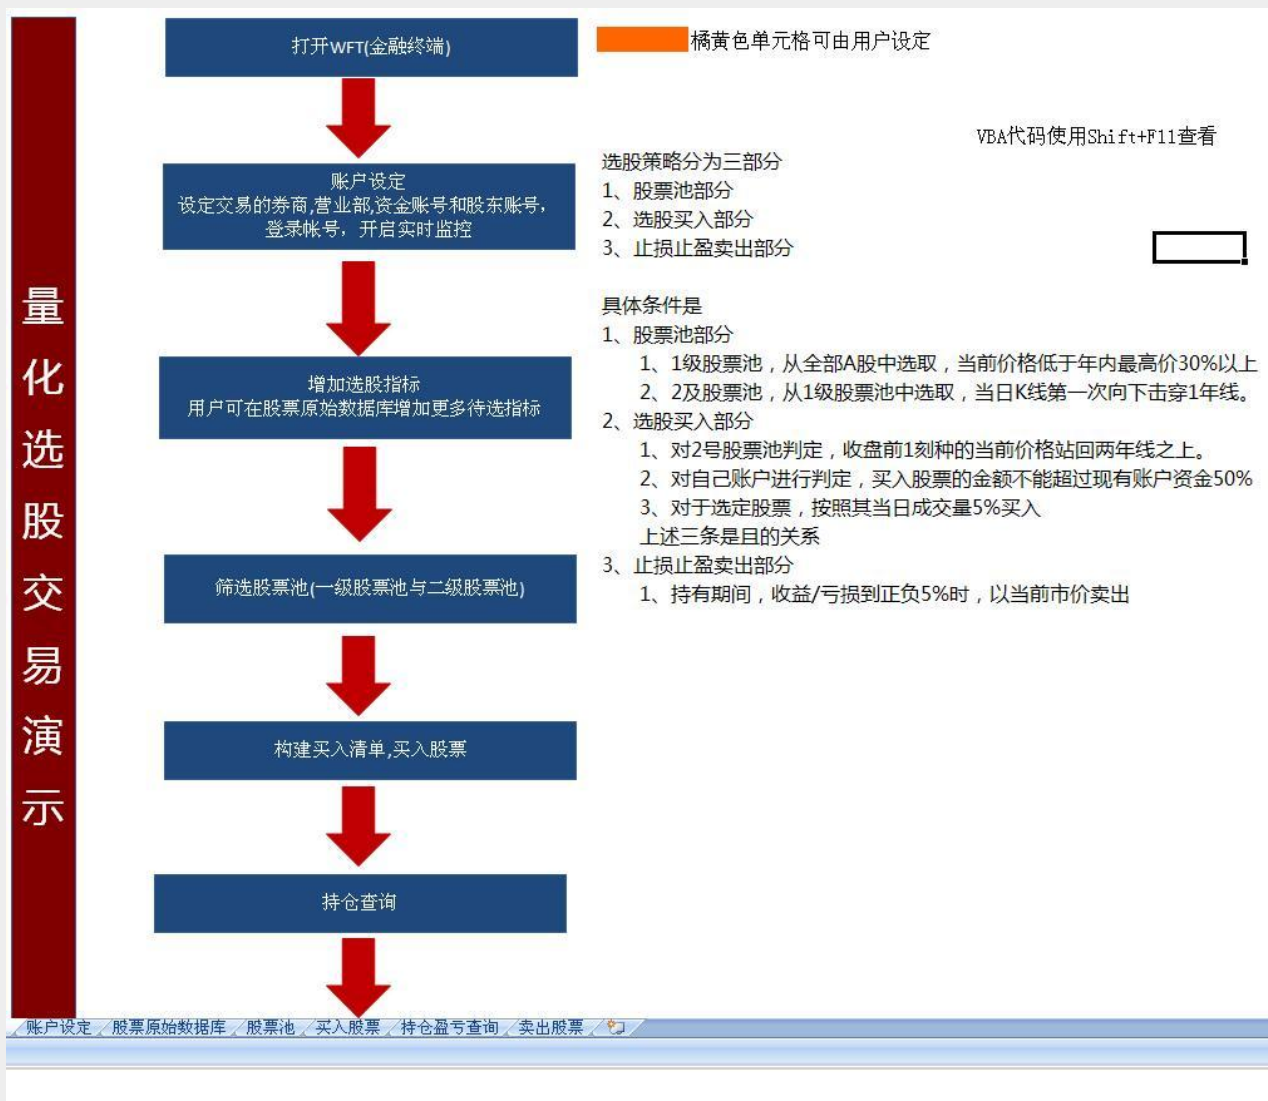 量化选股交易演示
打开WFT(金融终端)
账户设定
设定交易的券商,营业部,资金账号和股东账号，
登录帐号，开启实时监控
增加选股指标
用户可在股票原始数据库增加更多待选指标
筛选股票池(一级股票池与二级股票池)
构建买入清单,买入股票
持仓查询
橘黄色单元格可由用户设定
VBA代码使用Shift+F11查看
选股策略分为三部分
1、股票池部分
2、选股买入部分
3、止损止盈卖出部分
具体条件是
1、股票池部分
1、1级股票池，从全部A股中选取，当前价格低于年内最高价30%以上
2、2及股票池，从1级股票池中选取，当日K线第一次向下击穿1年线。
2、选股买入部分
1、对2号股票池判定，收盘前1刻种的当前价格站回两年线之上。
2、对自己账户进行判定，买入股票的金额不能超过现有账户资金50%
3、对于选定股票，按照其当日成交量5%买入
上述三条是且的关系
3、止损止盈卖出部分
1、持有期间，收益/亏损到正负5%时，以当前市价卖出
账户设定 股票原始数据库 股票池 买入股票 持仓盈亏查询 卖出股票